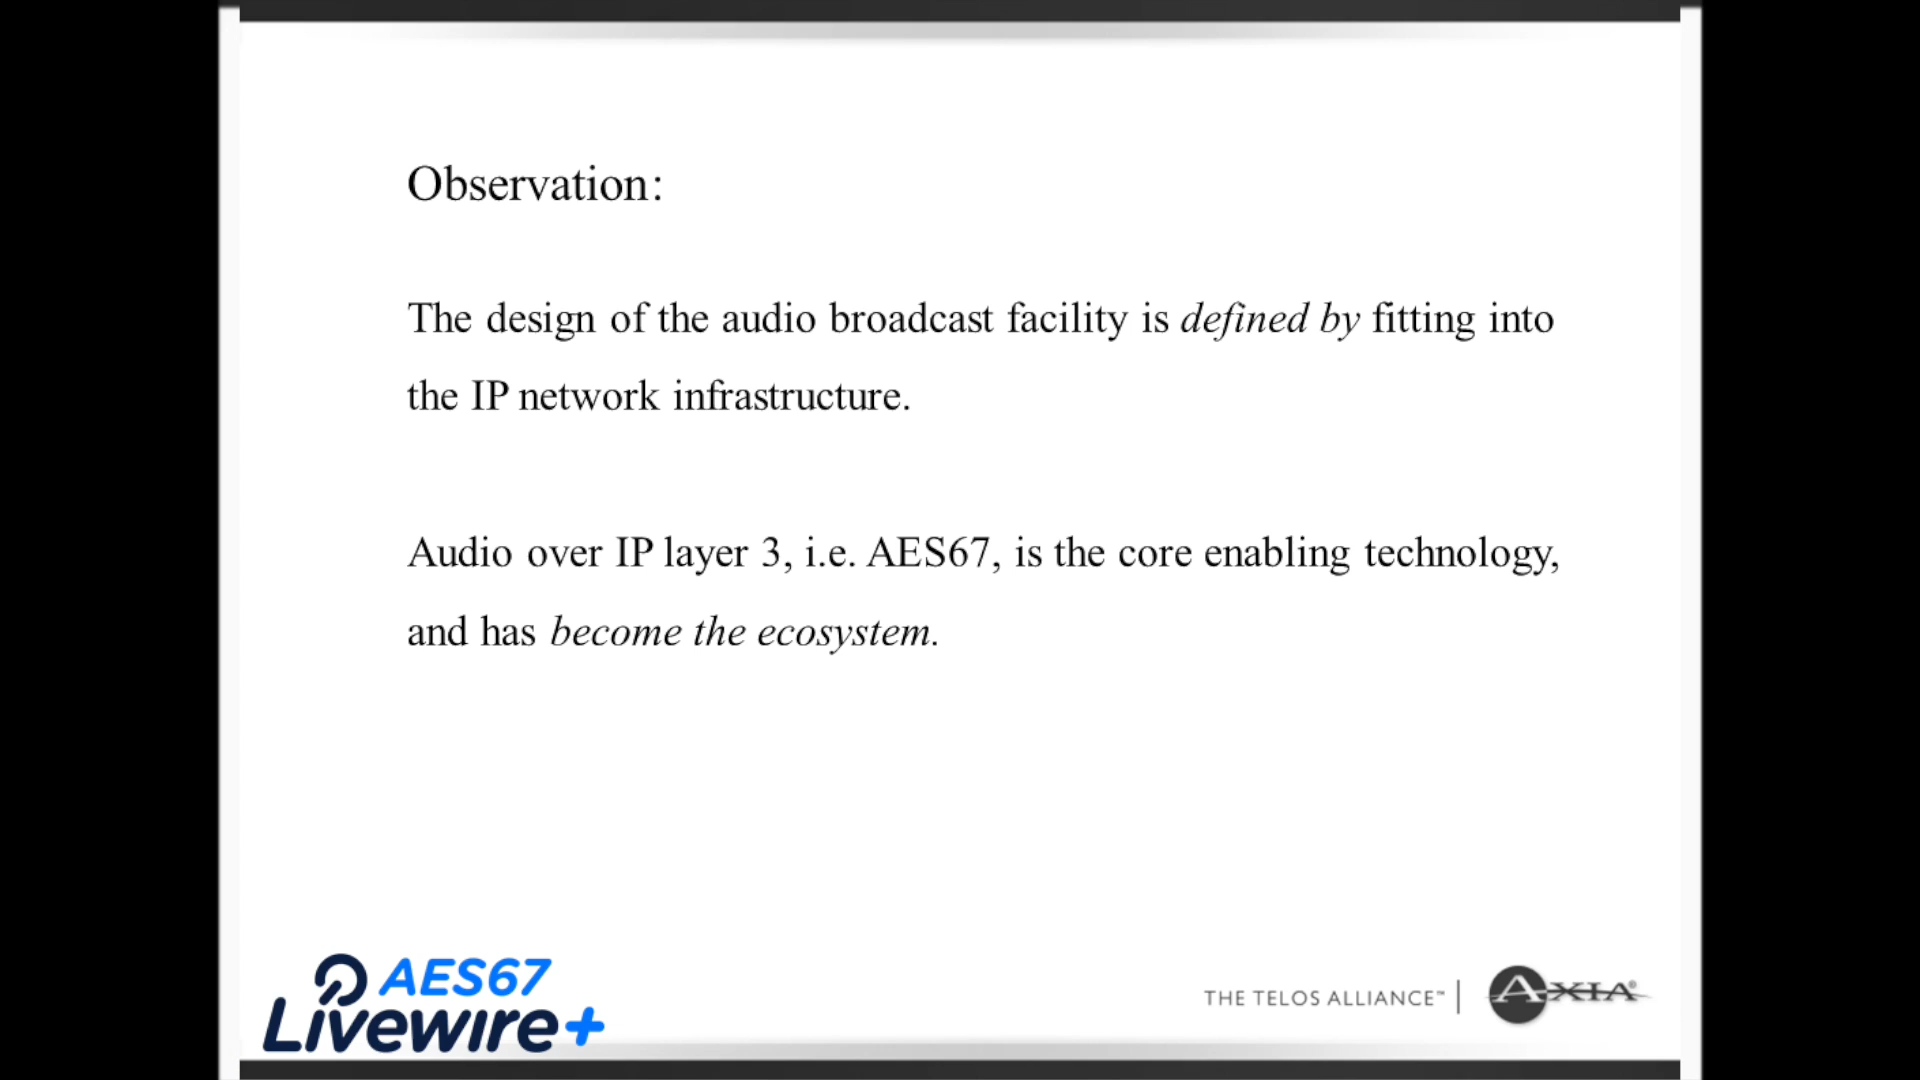 Observation:
The design of the audio broadcast facility is defined by fitting into
the IP network infrastructure.
Audio over IP layer 3, i.e. AES67, is the core enabling technology,
and has become the ecosystem.
AES67
Livewire+
THE TELOS ALLIANCE™ | AXIA®